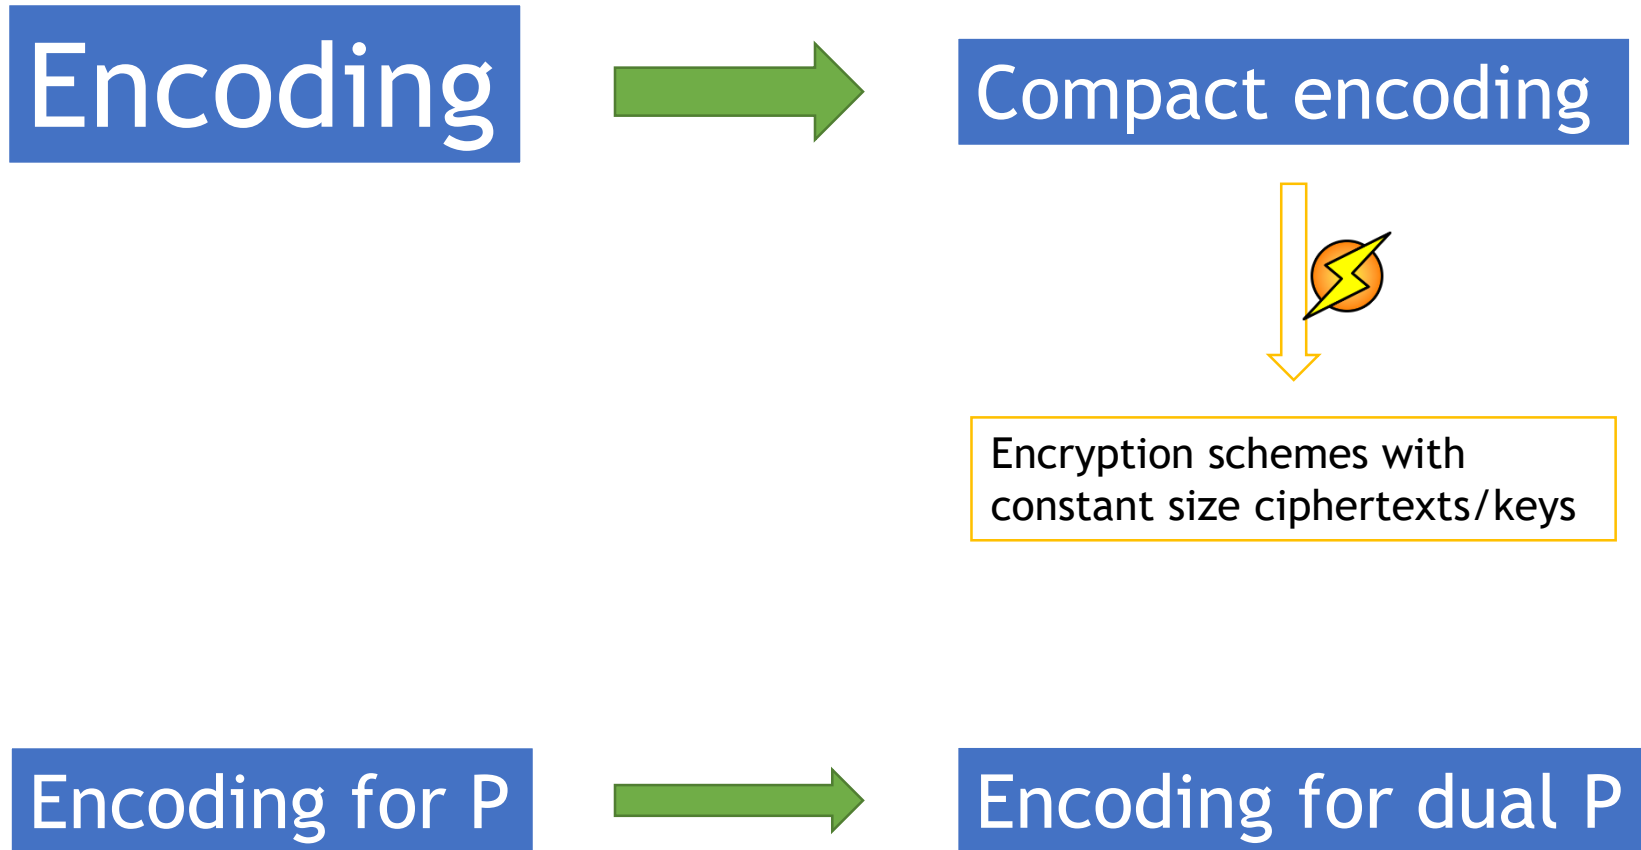 Encoding
Compact encoding
Encryption schemes with
constant size ciphertexts/keys
Encoding for P
Encoding for dual P